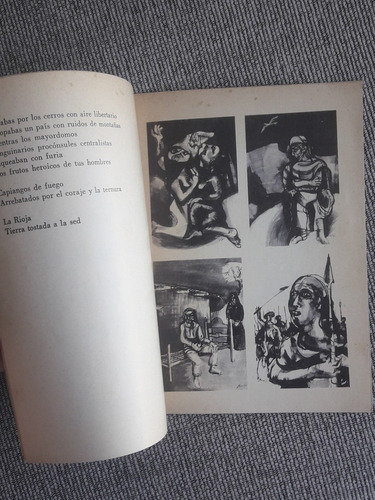 abas por los cerros con aire libertario
opabas un país con ruidos de montañas
entras los mayordomos
nguinarios procónsules centralistas
queaban con furia
os frutos heroicos de tus hombres
Capiangos de fuego
Arrebatados por el coraje y la ternura
La Rioja
Tierra tostada a la sed